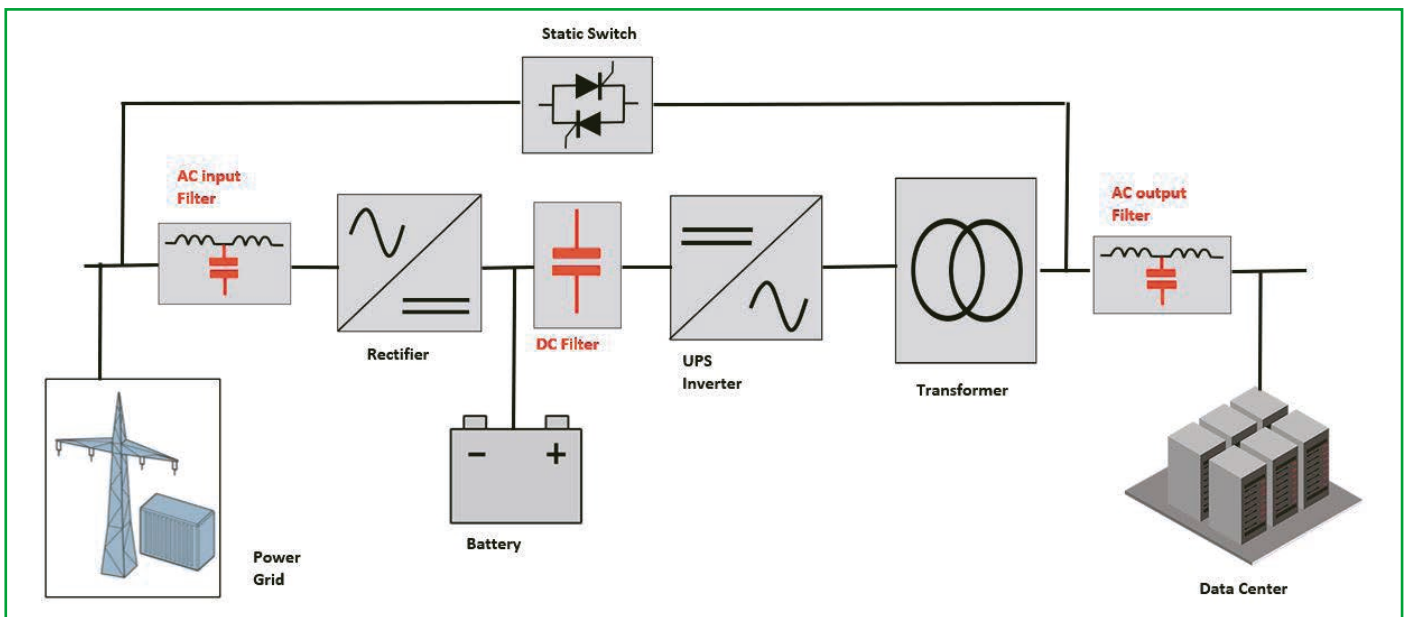 Static Switch
AC input
Filter
AC output
Filter
Rectifier
DC Filter
UPS
Inverter
Transformer
- +
Battery
Power
Grid
Data Center